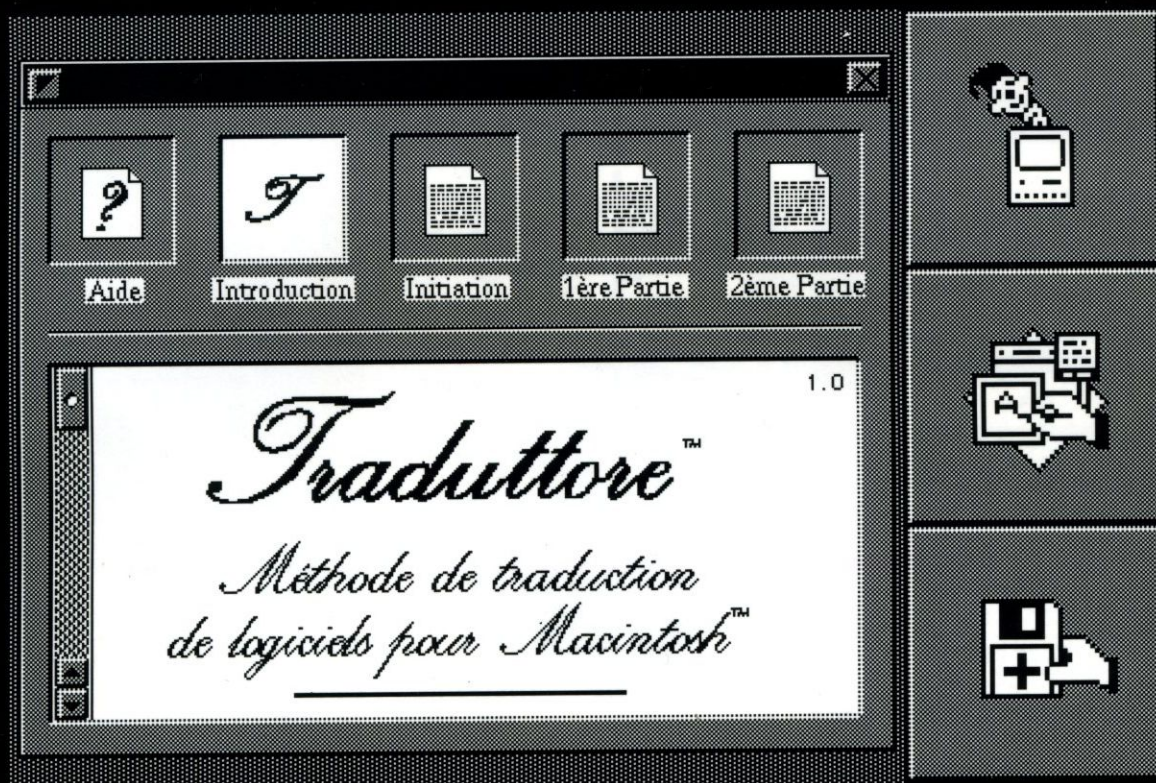 ?
T
Aide
Introduction
Initiation
1ère Partie
2ème Partie
1.0
Traduttore™
Méthode de traduction
de logiciels pour Macintosh™
A